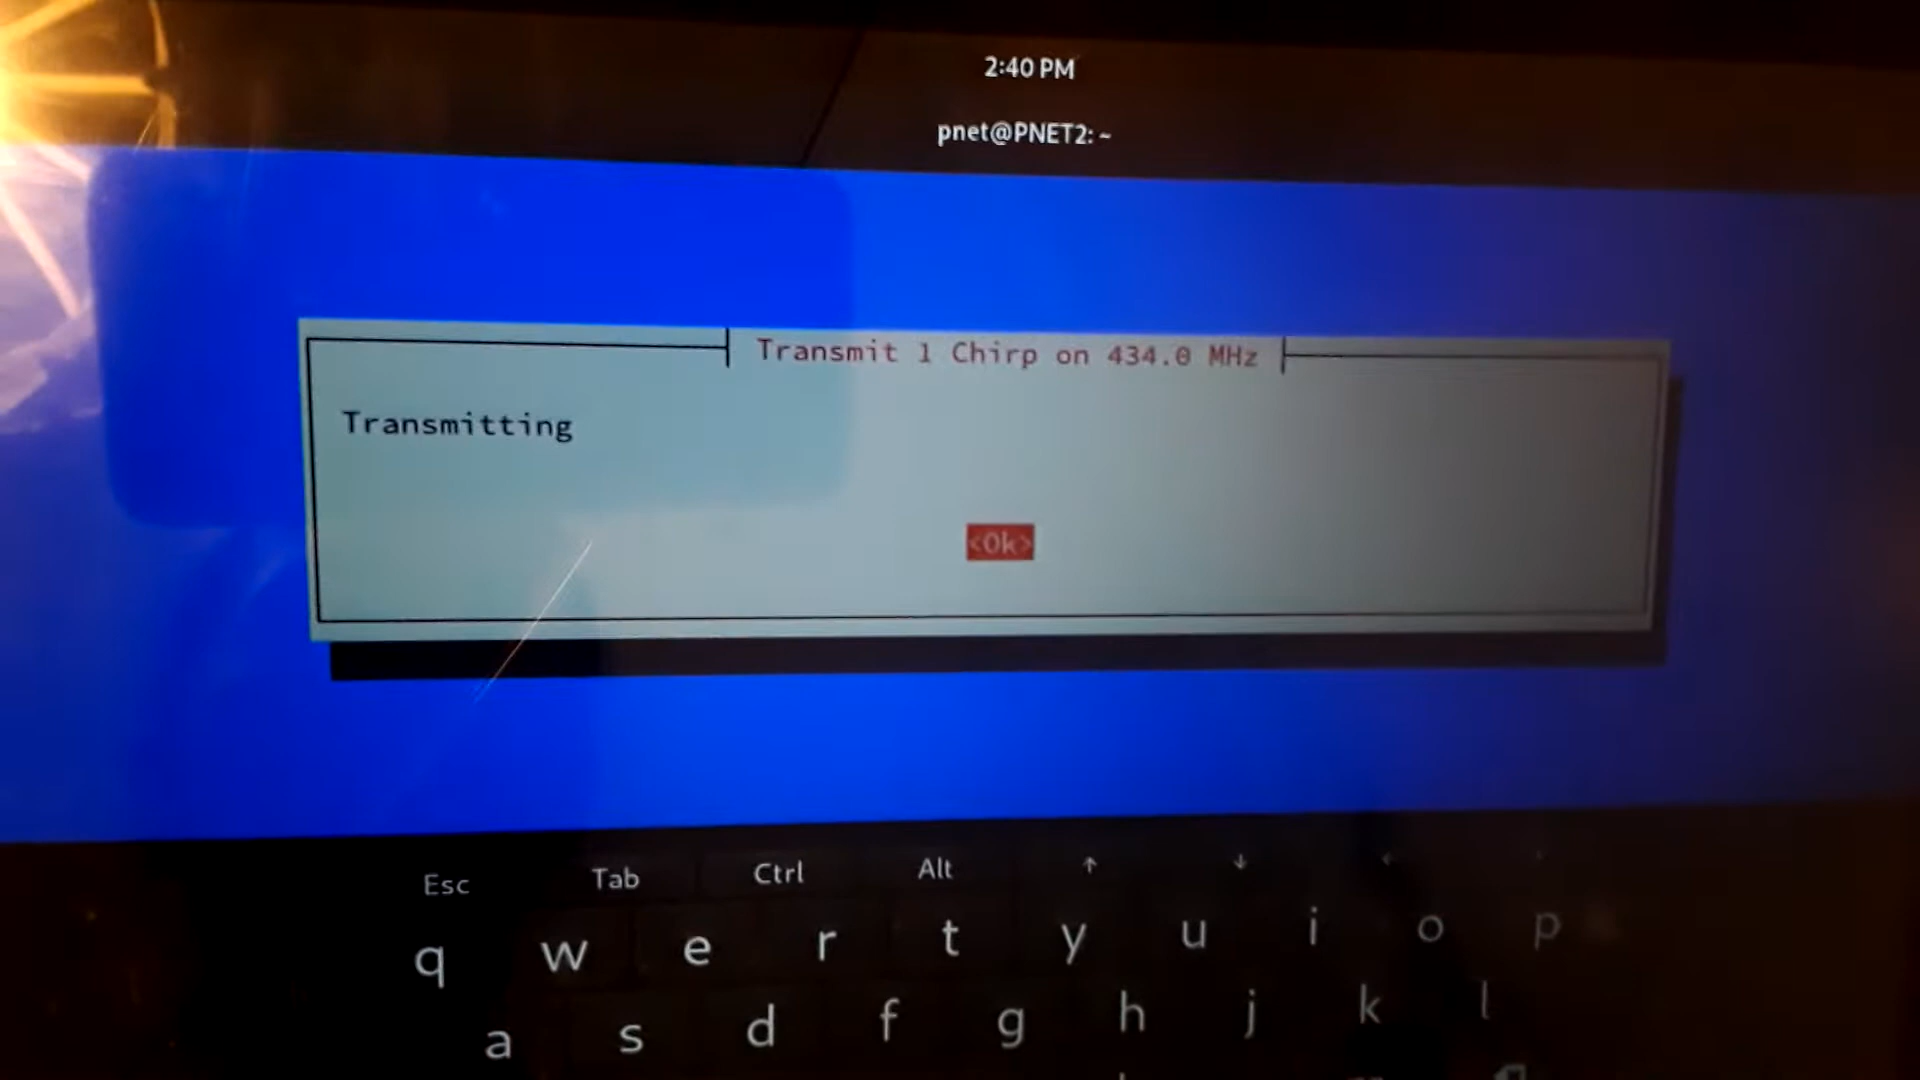 2:40 PM
pnet@PNET2: ~
Transmit 1 Chirp on 434.0 MHz
Transmitting
<Ok>
Esc Tab Ctrl Alt ↑ ↓ ←
q w e r t y u i o p
a s d f g h j k l